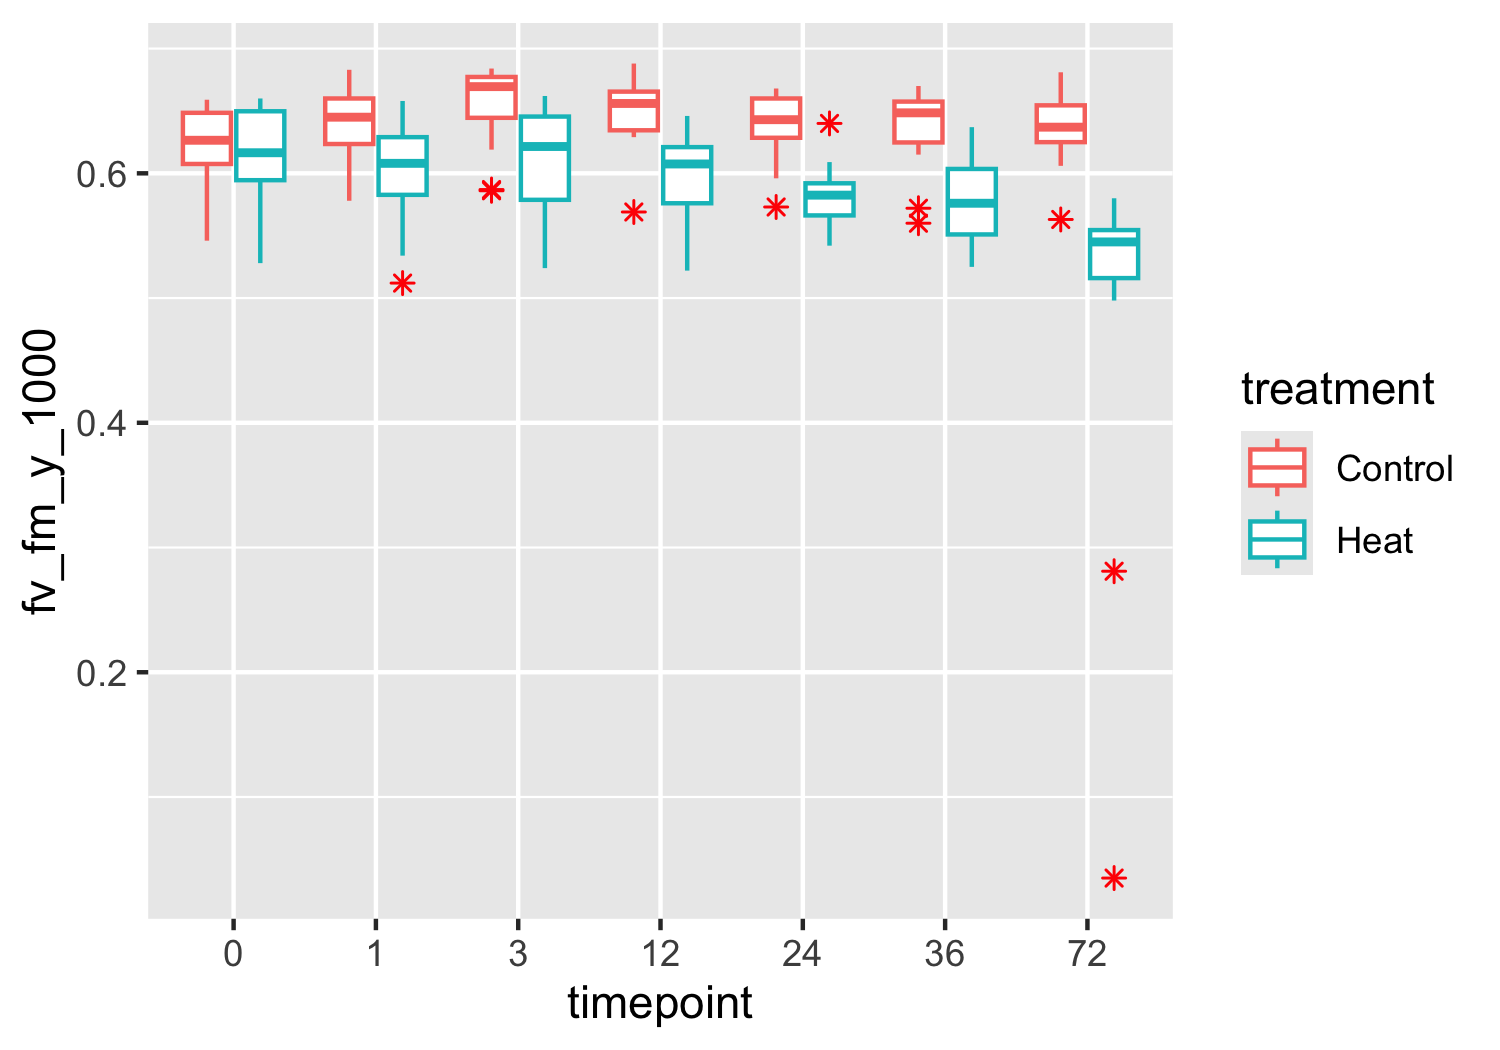 fv_fm_y_1000
0.6
0.4
0.2
0 1 3 12 24 36 72
timepoint
treatment
Control
Heat